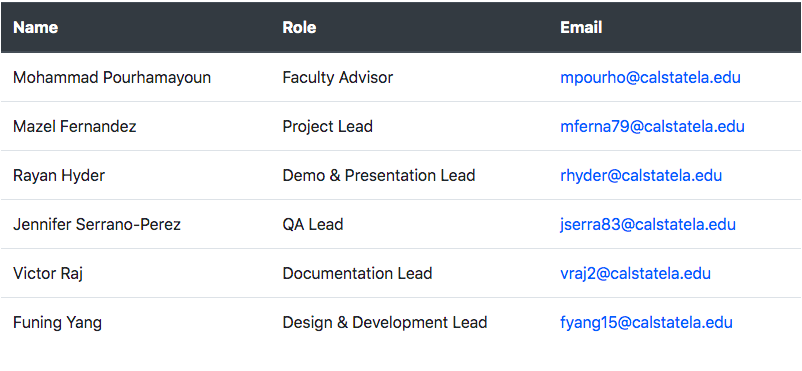 Name Role Email
Mohammad Pourhamayoun Faculty Advisor mpourho@calstatela.edu
Mazel Fernandez Project Lead mferna79@calstatela.edu
Rayan Hyder Demo & Presentation Lead rhyder@calstatela.edu
Jennifer Serrano-Perez QA Lead jserra83@calstatela.edu
Victor Raj Documentation Lead vraj2@calstatela.edu
Funing Yang Design & Development Lead fyang15@calstatela.edu